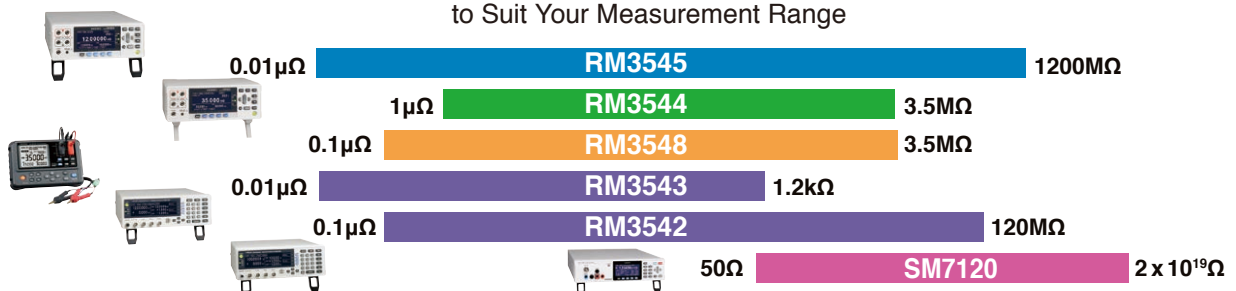 to Suit Your Measurement Range
0.01µΩ RM3545 1200MΩ
1µΩ RM3544 3.5MΩ
0.1µΩ RM3548 3.5MΩ
0.01µΩ RM3543 1.2kΩ
0.1µΩ RM3542 120MΩ
50Ω SM7120 2 x 10¹⁹Ω